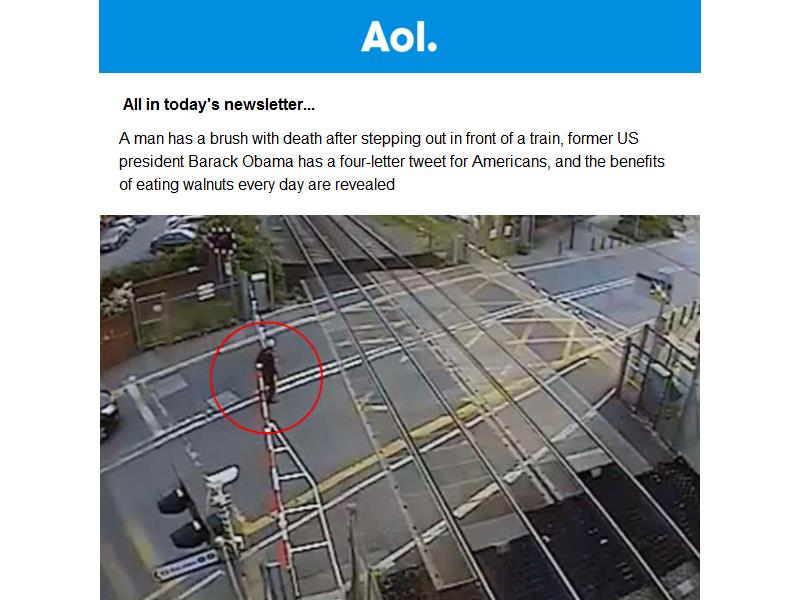 Aol.
All in today's newsletter...
A man has a brush with death after stepping out in front of a train, former US
president Barack Obama has a four-letter tweet for Americans, and the benefits
of eating walnuts every day are revealed